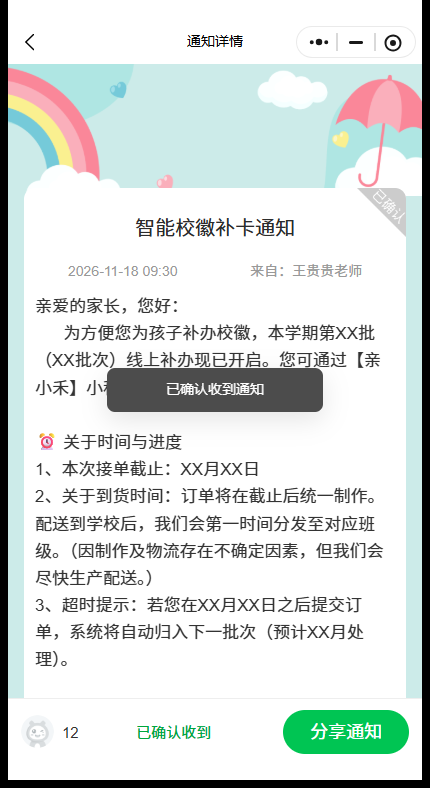 通知详情
已确认
智能校徽补卡通知
2026-11-18 09:30 来自：王贵贵老师
亲爱的家长，您好：
为方便您为孩子补办校徽，本学期第XX批
（XX批次）线上补办现已开启。您可通过【亲
小禾】小
已确认收到通知
⏰ 关于时间与进度
1、本次接单截止：XX月XX日
2、关于到货时间：订单将在截止后统一制作。
配送到学校后，我们会第一时间分发至对应班
级。（因制作及物流存在不确定因素，但我们会
尽快生产配送。）
3、超时提示：若您在XX月XX日之后提交订
单，系统将自动归入下一批次（预计XX月处
理）。
12 已确认收到 分享通知